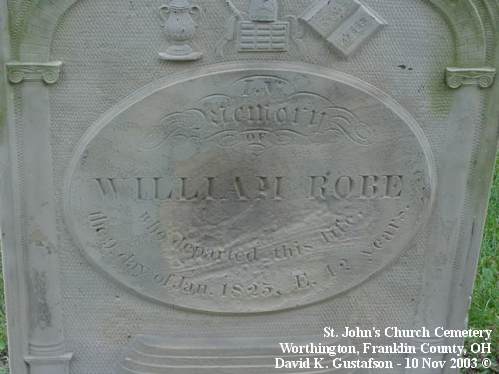 IN
Memory
OF
WILLIAM ROBE
who departed this life,
the 9 day of Jan. 1823, Æ. 42 years.
St. John's Church Cemetery
Worthington, Franklin County, OH
David K. Gustafson - 10 Nov 2003 ©